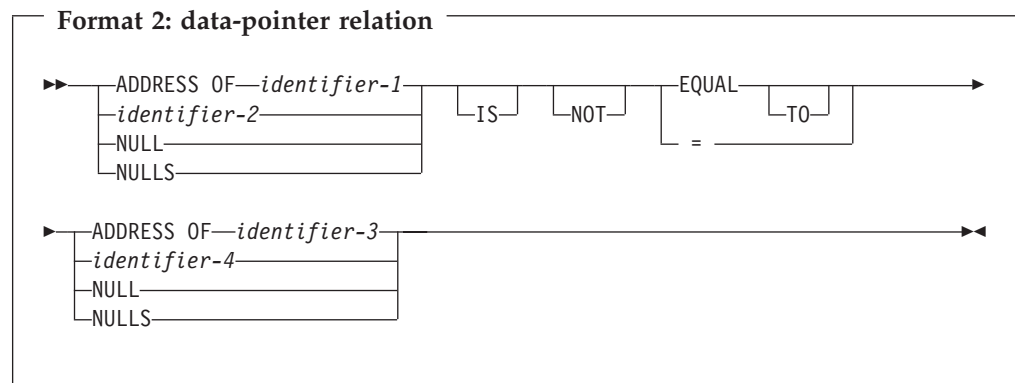 Format 2: data-pointer relation
ADDRESS OF identifier-1 EQUAL
identifier-2 IS NOT TO
NULL =
NULLS
ADDRESS OF identifier-3
identifier-4
NULL
NULLS